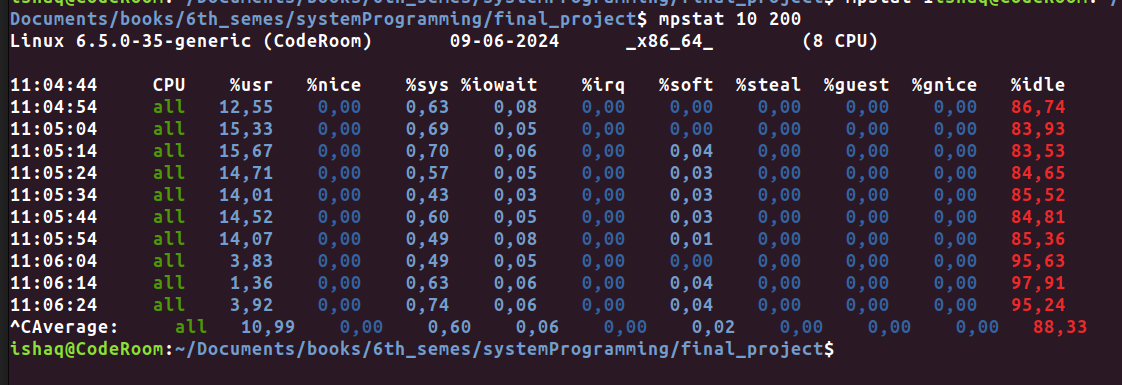 Documents/books/6th_semes/systemProgramming/final_project$ mpstat 10 200
Linux 6.5.0-35-generic (CodeRoom) 09-06-2024 _x86_64_ (8 CPU)
11:04:44 CPU %usr %nice %sys %iowait %irq %soft %steal %guest %gnice %idle
11:04:54 all 12,55 0,00 0,63 0,08 0,00 0,00 0,00 0,00 0,00 86,74
11:05:04 all 15,33 0,00 0,69 0,05 0,00 0,00 0,00 0,00 0,00 83,93
11:05:14 all 15,67 0,00 0,70 0,06 0,00 0,04 0,00 0,00 0,00 83,53
11:05:24 all 14,71 0,00 0,57 0,05 0,00 0,03 0,00 0,00 0,00 84,65
11:05:34 all 14,01 0,00 0,43 0,03 0,00 0,03 0,00 0,00 0,00 85,52
11:05:44 all 14,52 0,00 0,60 0,05 0,00 0,03 0,00 0,00 0,00 84,81
11:05:54 all 14,07 0,00 0,49 0,08 0,00 0,01 0,00 0,00 0,00 85,36
11:06:04 all 3,83 0,00 0,49 0,05 0,00 0,00 0,00 0,00 0,00 95,63
11:06:14 all 1,36 0,00 0,63 0,06 0,00 0,04 0,00 0,00 0,00 97,91
11:06:24 all 3,92 0,00 0,74 0,06 0,00 0,04 0,00 0,00 0,00 95,24
^CAverage: all 10,99 0,00 0,60 0,06 0,00 0,02 0,00 0,00 0,00 88,33
ishaq@CodeRoom:~/Documents/books/6th_semes/systemProgramming/final_project$